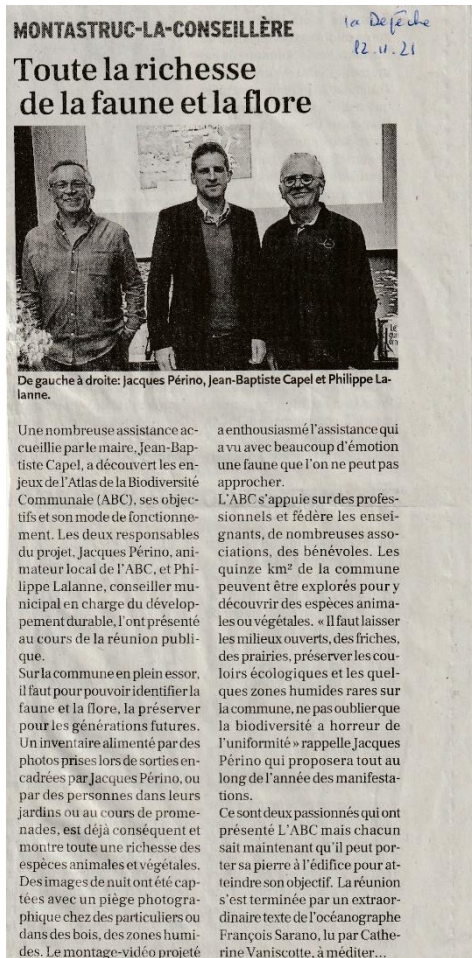 MONTASTRUC-LA-CONSEILLÈRE
la Dépêche
12.11.21
Toute la richesse
de la faune et la flore
De gauche à droite: Jacques Périno, Jean-Baptiste Capel et Philippe La-
lanne.
Une nombreuse assistance ac-
cueillie par le maire, Jean-Bap-
tiste Capel, a découvert les en-
jeux de l'Atlas de la Biodiversité
Communale (ABC), ses objec-
tifs et son mode de fonctionne-
ment. Les deux responsables
du projet, Jacques Périno, ani-
mateur local de l'ABC, et Phi-
lippe Lalanne, conseiller mu-
nicipal en charge du dévelop-
pement durable, l'ont présenté
au cours de la réunion publi-
que.
Sur la commune en plein essor,
il faut pour pouvoir identifier la
faune et la flore, la préserver
pour les générations futures.
Un inventaire alimenté par des
photos prises lors de sorties en-
cadrées par Jacques Périno, ou
par des personnes dans leurs
jardins ou au cours de prome-
nades, est déjà conséquent et
montre toute une richesse des
espèces animales et végétales.
Des images de nuit ont été cap-
tées avec un piège photogra-
phique chez des particuliers ou
dans des bois, des zones humi-
des. Le montage-vidéo projeté
a enthousiasmé l'assistance qui
a vu avec beaucoup d'émotion
une faune que l'on ne peut pas
approcher.
L'ABC s'appuie sur des profes-
sionnels et fédère les ensei-
gnants, de nombreuses asso-
ciations, des bénévoles. Les
quinze km² de la commune
peuvent être explorés pour y
découvrir des espèces anima-
les ou végétales. « Il faut laisser
les milieux ouverts, des friches,
des prairies, préserver les cou-
loirs écologiques et les quel-
ques zones humides rares sur
la commune, ne pas oublier que
la biodiversité a horreur de
l'uniformité » rappelle Jacques
Périno qui proposera tout au
long de l'année des manifesta-
tions.
Ce sont deux passionnés qui ont
présenté L'ABC mais chacun
sait maintenant qu'il peut por-
ter sa pierre à l'édifice pour at-
teindre son objectif. La réunion
s'est terminée par un extraor-
dinaire texte de l'océanographe
François Sarano, lu par Cathe-
rine Vaniscotte, à méditer…